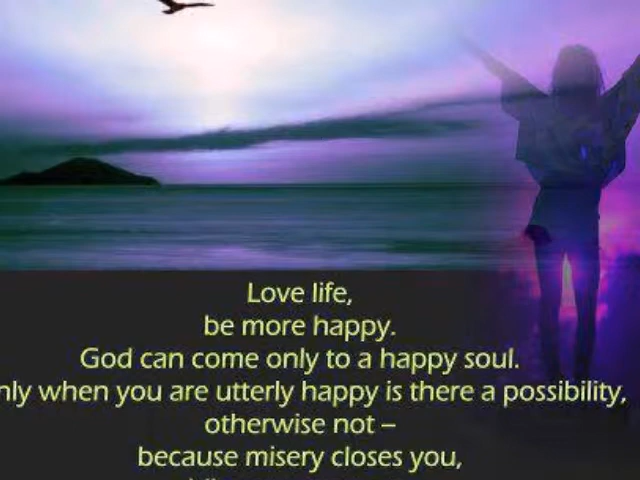 Love life,
be more happy.
God can come only to a happy soul.
nly when you are utterly happy is there a possibility,
otherwise not –
because misery closes you,